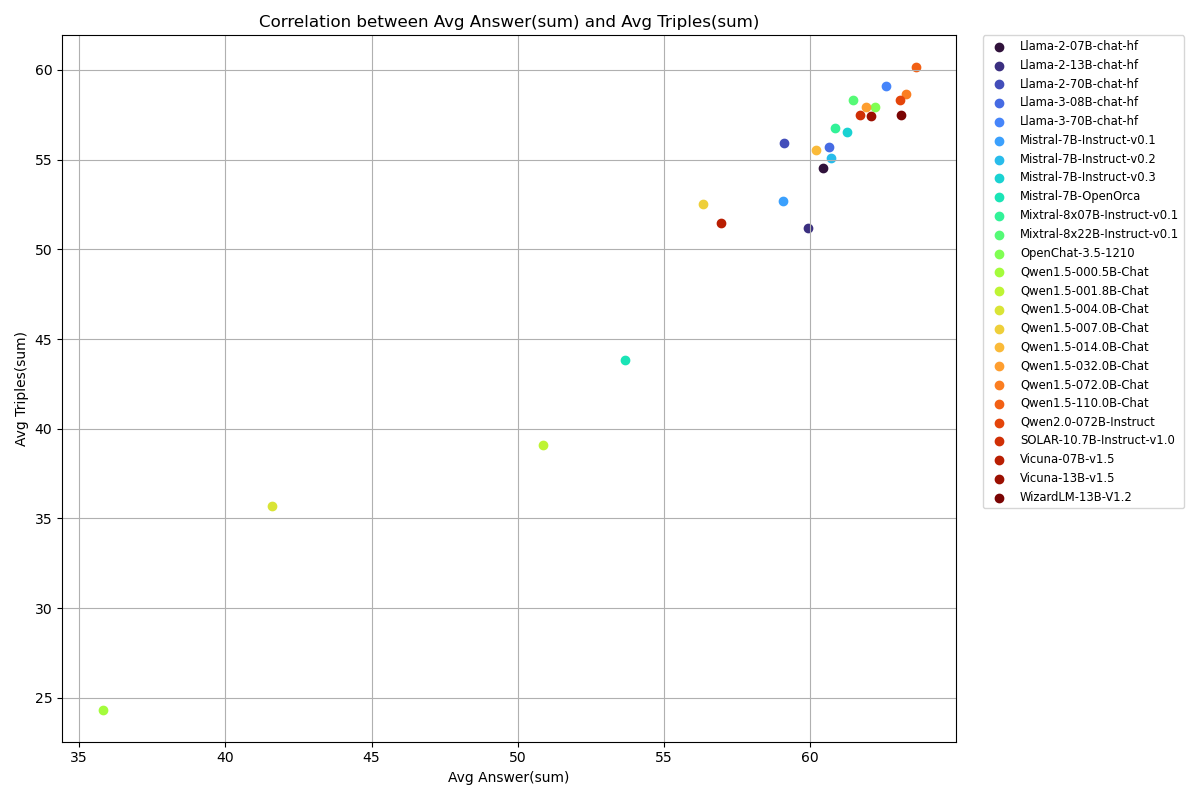 Correlation between Avg Answer(sum) and Avg Triples(sum)
60
55
50
45
40
35
30
25
Avg Triples(sum)
35 40 45 50 55 60
Avg Answer(sum)
Llama-2-07B-chat-hf
Llama-2-13B-chat-hf
Llama-2-70B-chat-hf
Llama-3-08B-chat-hf
Llama-3-70B-chat-hf
Mistral-7B-Instruct-v0.1
Mistral-7B-Instruct-v0.2
Mistral-7B-Instruct-v0.3
Mistral-7B-OpenOrca
Mixtral-8x07B-Instruct-v0.1
Mixtral-8x22B-Instruct-v0.1
OpenChat-3.5-1210
Qwen1.5-000.5B-Chat
Qwen1.5-001.8B-Chat
Qwen1.5-004.0B-Chat
Qwen1.5-007.0B-Chat
Qwen1.5-014.0B-Chat
Qwen1.5-032.0B-Chat
Qwen1.5-072.0B-Chat
Qwen1.5-110.0B-Chat
Qwen2.0-072B-Instruct
SOLAR-10.7B-Instruct-v1.0
Vicuna-07B-v1.5
Vicuna-13B-v1.5
WizardLM-13B-V1.2